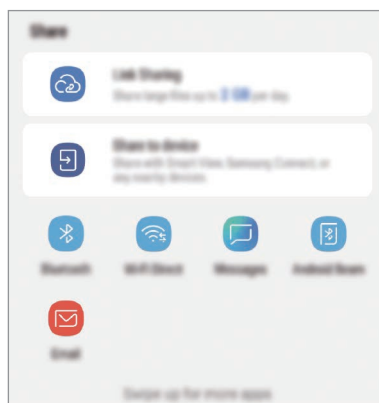 Share
Link Sharing
Share large files up to 2 GB per day.
Share to device
Share with Smart View, Samsung Connect, or
any nearby devices.
Bluetooth
Wi-Fi Direct
Messages
Android Beam
Email
Swipe up for more apps